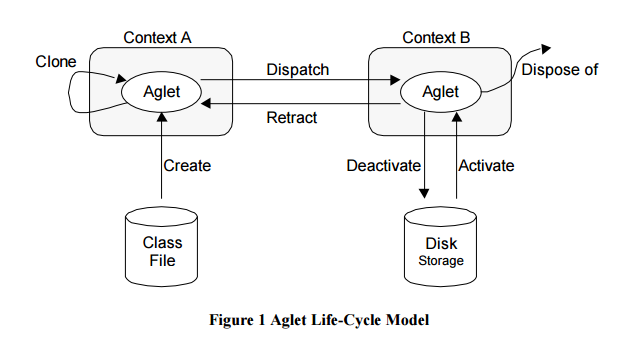 Context A
Context B
Clone
Aglet
Dispatch
Aglet
Dispose of
Retract
Create
Deactivate
Activate
Class
File
Disk
Storage
Figure 1 Aglet Life-Cycle Model